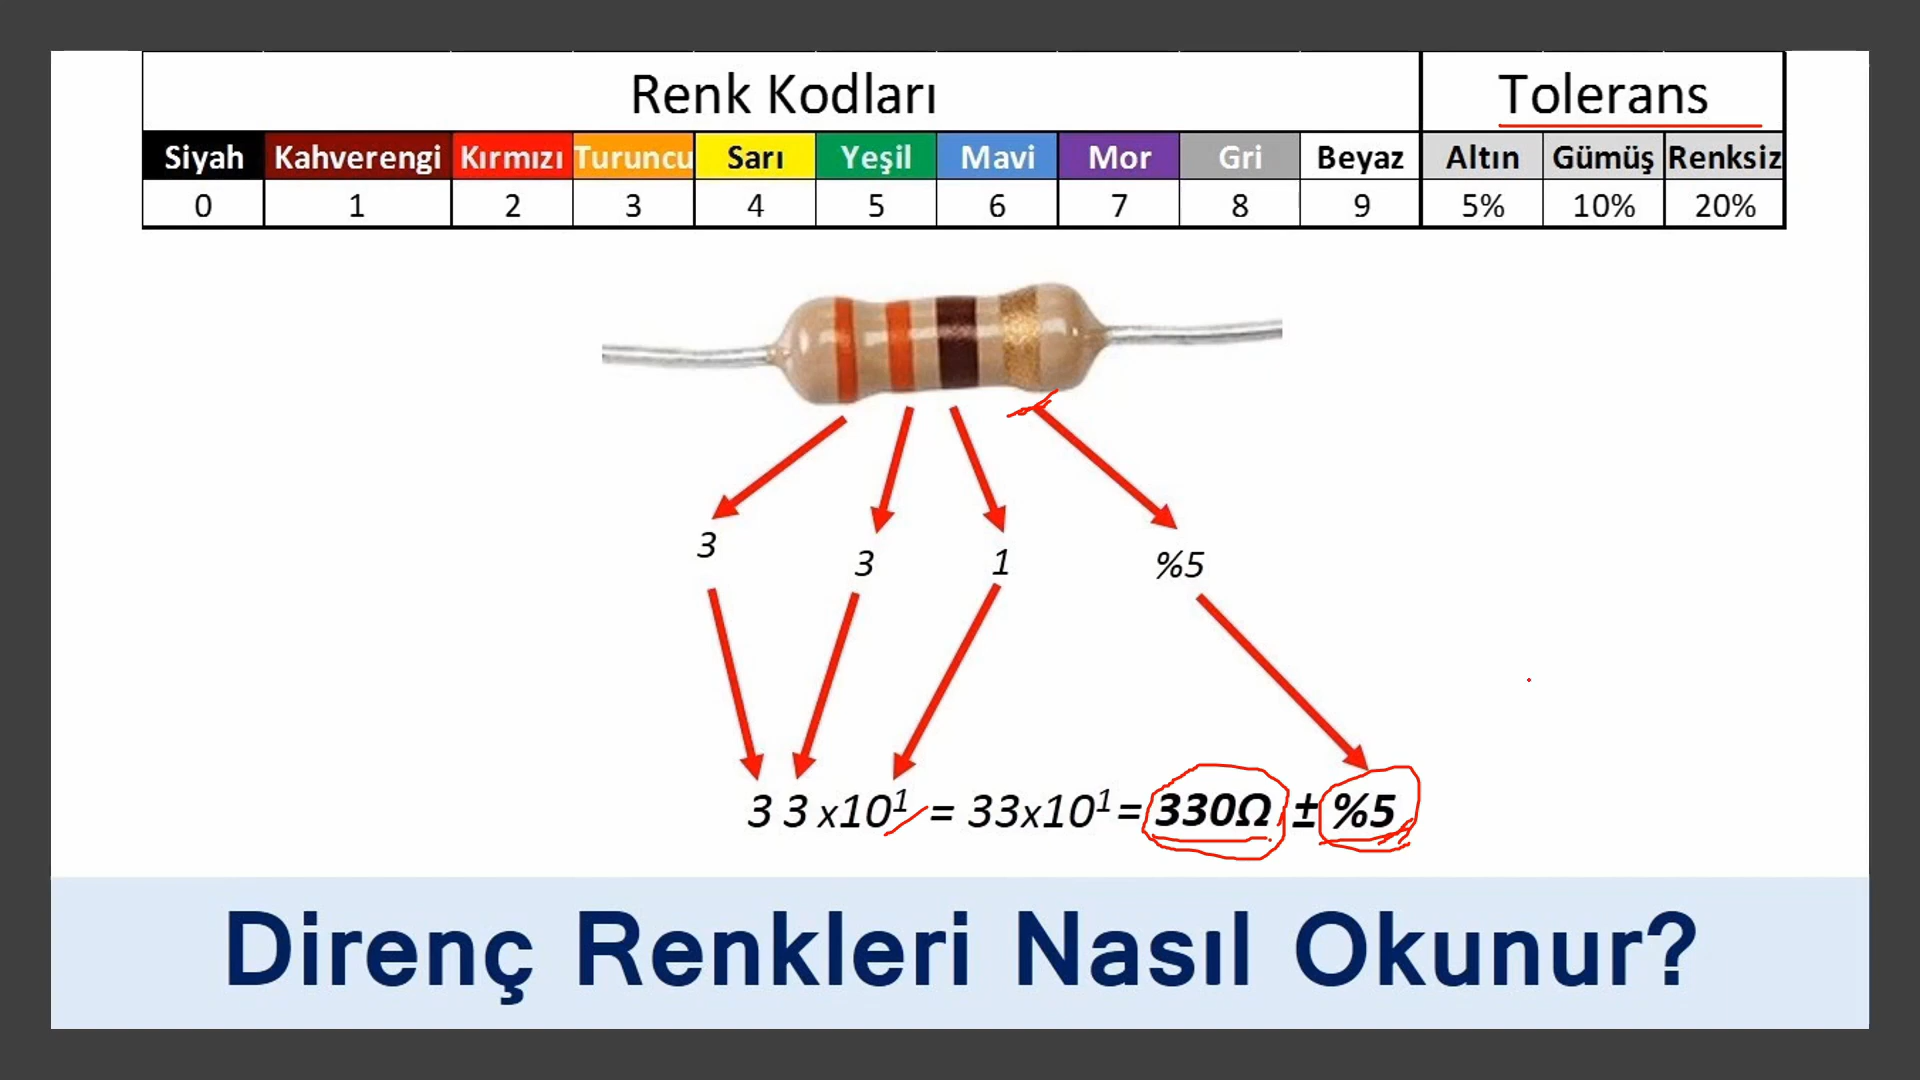 Renk Kodları Tolerans
Siyah Kahverengi Kırmızı Turuncu Sarı Yeşil Mavi Mor Gri Beyaz Altın Gümüş Renksiz
0 1 2 3 4 5 6 7 8 9 5% 10% 20%
3 3 1 %5
3 3 x10¹ = 33x10¹ = 330Ω ± %5
Direnç Renkleri Nasıl Okunur?